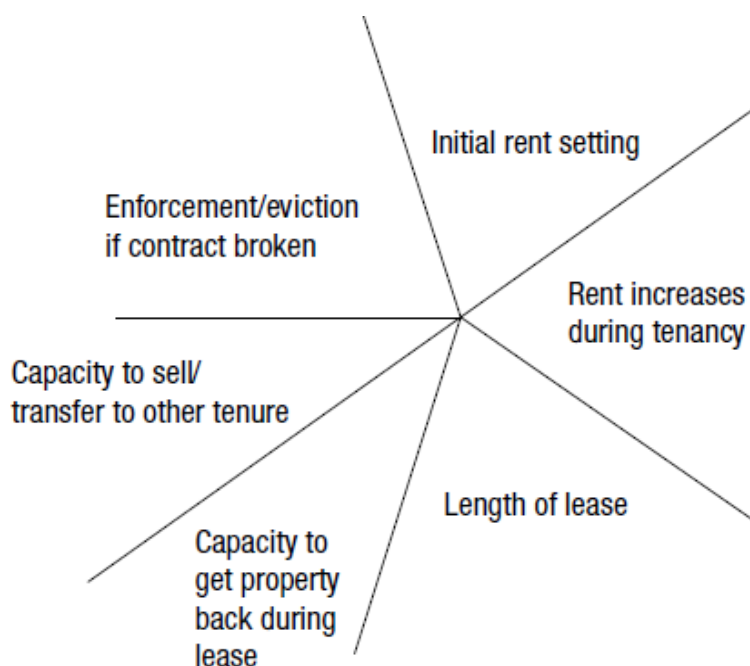 Initial rent setting
Enforcement/eviction
if contract broken
Rent increases
during tenancy
Capacity to sell/
transfer to other tenure
Length of lease
Capacity to
get property
back during
lease